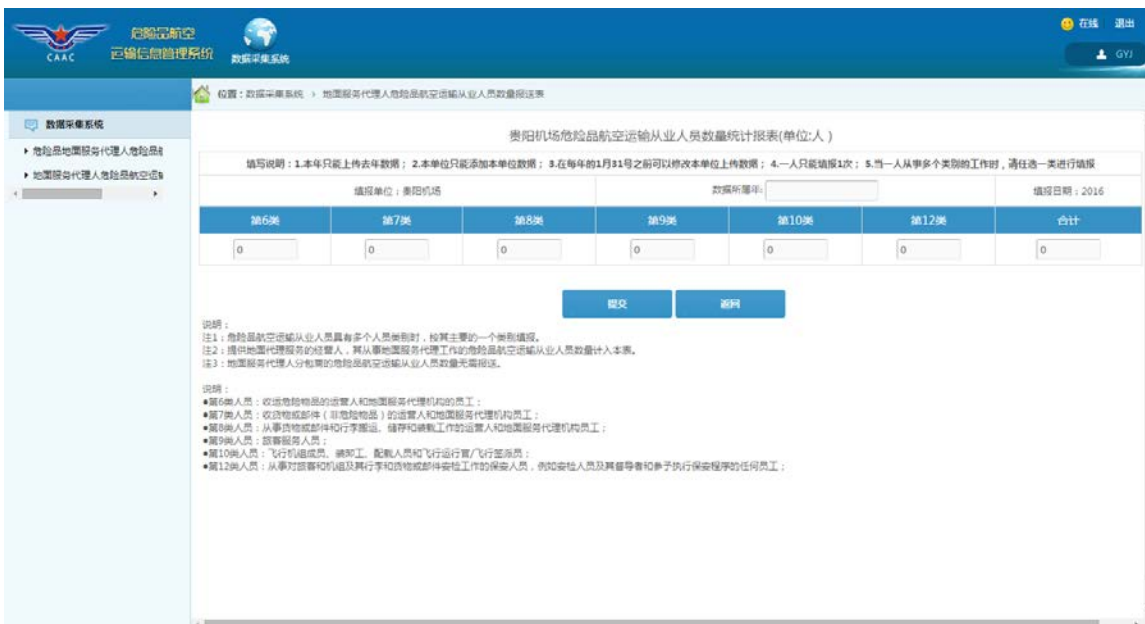 危险品航空
运输信息管理系统
CAAC
数据采集系统
在线 退出
GYJ
位置：数据采集系统 › 地面服务代理人危险品航空运输从业人员数量报送表
数据采集系统
危险品地面服务代理人危险品
地面服务代理人危险品航空运
贵阳机场危险品航空运输从业人员数量统计报表(单位:人)
填写说明：1.本年只能上传去年数据； 2.本单位只能添加本单位数据； 3.在每年的1月31号之前可以修改本单位上传数据； 4.一人只能填报1次； 5.当一人从事多个类别的工作时，请任选一类进行填报
填报单位：贵阳机场 数据所属年: 填报日期：2016
第6类 第7类 第8类 第9类 第10类 第12类 合计
0 0 0 0 0 0 0
提交 返回
说明：
注1：危险品航空运输从业人员具有多个人员类别时，按其主要的一个类别填报。
注2：提供地面代理服务的经营人，其从事地面服务代理工作的危险品航空运输从业人员数量计入本表。
注3：地面服务代理人分包商的危险品航空运输从业人员数量无需报送。
说明：
●第6类人员：收运危险物品的运营人和地面服务代理机构的员工；
●第7类人员：收货物或邮件（非危险物品）的运营人和地面服务代理机构员工；
●第8类人员：从事货物或邮件和行李搬运、储存和装载工作的运营人和地面服务代理机构员工；
●第9类人员：旅客服务人员；
●第10类人员：飞行机组成员、装卸工、配载人员和飞行运行官/飞行签派员；
●第12类人员：从事对旅客和机组及其行李和货物或邮件安检工作的保安人员，例如安检人员及其督导者和参予执行保安程序的任何员工；